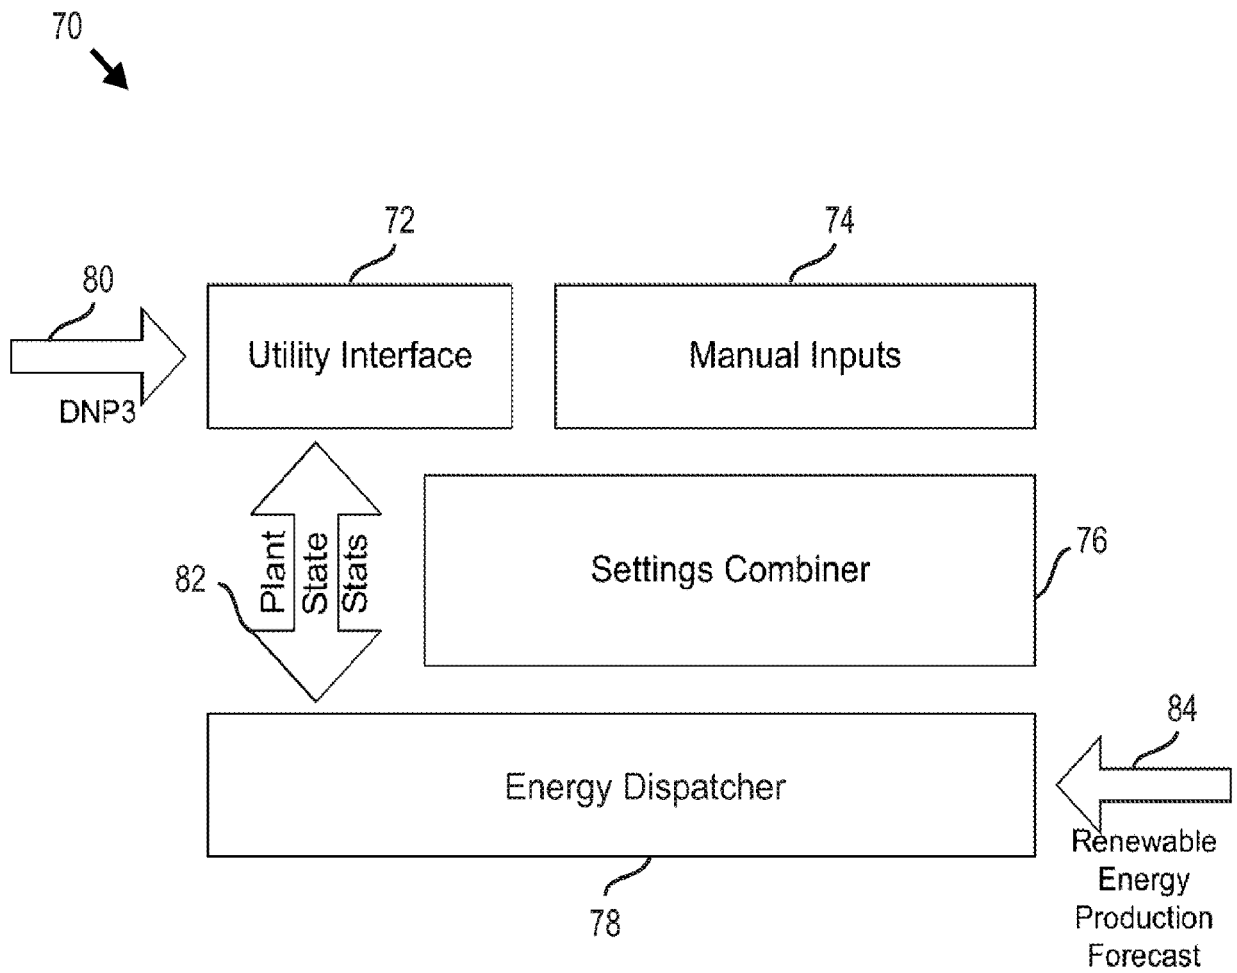 70
72
74
80
Utility Interface
Manual Inputs
DNP3
Plant
State
Stats
82
Settings Combiner
76
84
Energy Dispatcher
Renewable
Energy
Production
Forecast
78